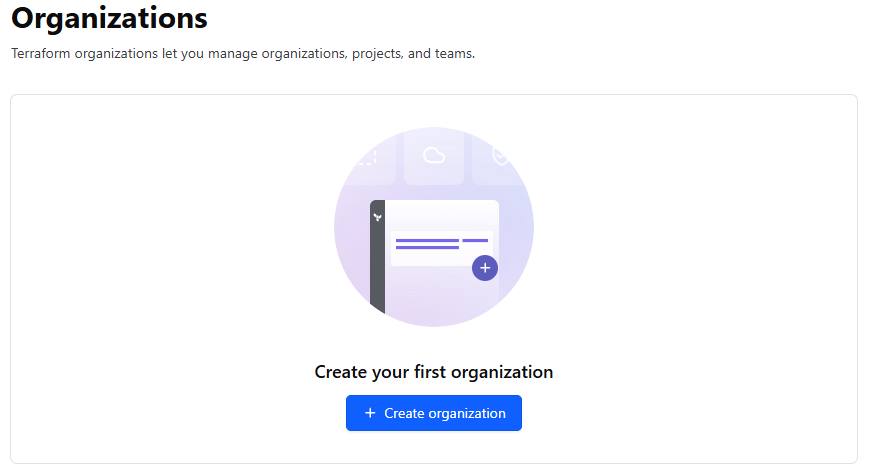 Organizations
Terraform organizations let you manage organizations, projects, and teams.
Create your first organization
+ Create organization